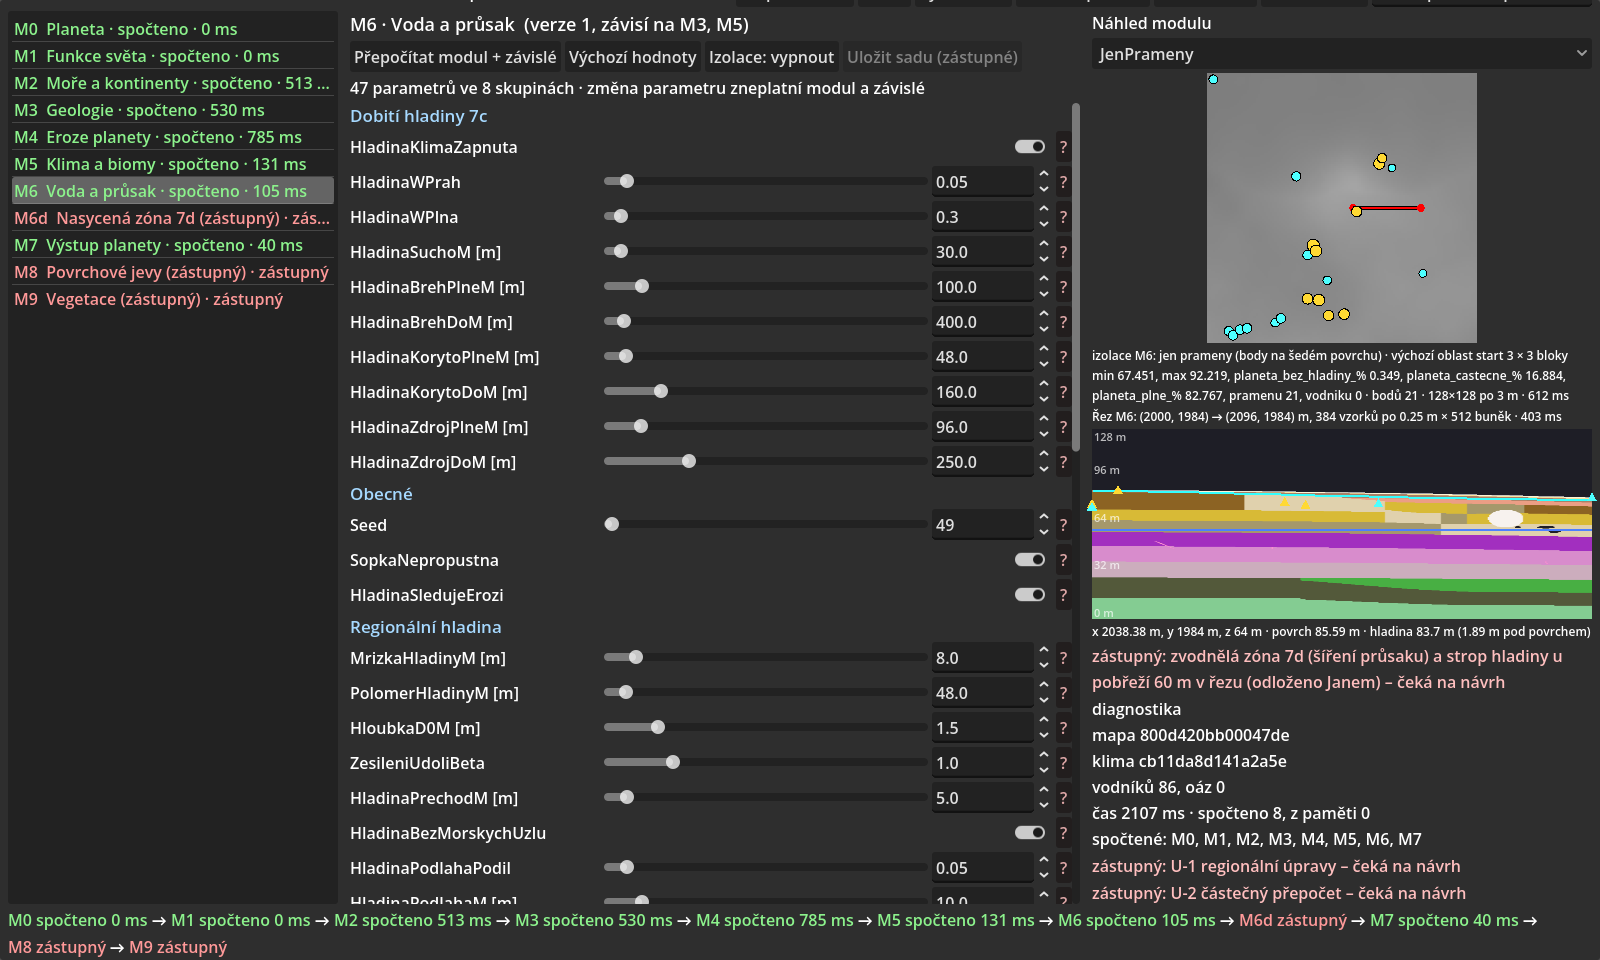 M0 Planeta · spočteno · 0 ms
M1 Funkce světa · spočteno · 0 ms
M2 Moře a kontinenty · spočteno · 513 ...
M3 Geologie · spočteno · 530 ms
M4 Eroze planety · spočteno · 785 ms
M5 Klima a biomy · spočteno · 131 ms
M6 Voda a průsak · spočteno · 105 ms
M6d Nasycená zóna 7d (zástupný) · zás...
M7 Výstup planety · spočteno · 40 ms
M8 Povrchové jevy (zástupný) · zástupný
M9 Vegetace (zástupný) · zástupný
M6 · Voda a průsak (verze 1, závisí na M3, M5)
Přepočítat modul + závislé Výchozí hodnoty Izolace: vypnout Uložit sadu (zástupné)
47 parametrů ve 8 skupinách · změna parametru zneplatní modul a závislé
Dobití hladiny 7c
HladinaKlimaZapnuta ?
HladinaWPrah 0.05 ?
HladinaWPlna 0.3 ?
HladinaSuchoM [m] 30.0 ?
HladinaBrehPlneM [m] 100.0 ?
HladinaBrehDoM [m] 400.0 ?
HladinaKorytoPlneM [m] 48.0 ?
HladinaKorytoDoM [m] 160.0 ?
HladinaZdrojPlneM [m] 96.0 ?
HladinaZdrojDoM [m] 250.0 ?
Obecné
Seed 49 ?
SopkaNepropustna ?
HladinaSledujeErozi ?
Regionální hladina
MrizkaHladinyM [m] 8.0 ?
PolomerHladinyM [m] 48.0 ?
HloubkaD0M [m] 1.5 ?
ZesileniUdoliBeta 1.0 ?
HladinaPrechodM [m] 5.0 ?
HladinaBezMorskychUzlu ?
HladinaPodlahaPodil 0.05 ?
HladinaPodlahaM [m] 10.0 ?
Náhled modulu
JenPrameny
izolace M6: jen prameny (body na šedém povrchu) · výchozí oblast start 3 × 3 bloky
min 67.451, max 92.219, planeta_bez_hladiny_% 0.349, planeta_castecne_% 16.884,
planeta_plne_% 82.767, pramenu 21, vodniku 0 · bodů 21 · 128×128 po 3 m · 612 ms
Řez M6: (2000, 1984) → (2096, 1984) m, 384 vzorků po 0.25 m × 512 buněk · 403 ms
128 m
96 m
64 m
32 m
0 m
x 2038.38 m, y 1984 m, z 64 m · povrch 85.59 m · hladina 83.7 m (1.89 m pod povrchem)
zástupný: zvodnělá zóna 7d (šíření průsaku) a strop hladiny u
pobřeží 60 m v řezu (odloženo Janem) – čeká na návrh
diagnostika
mapa 800d420bb00047de
klima cb11da8d141a2a5e
vodníků 86, oáz 0
čas 2107 ms · spočteno 8, z paměti 0
spočtené: M0, M1, M2, M3, M4, M5, M6, M7
zástupný: U-1 regionální úpravy – čeká na návrh
zástupný: U-2 částečný přepočet – čeká na návrh
M0 spočteno 0 ms → M1 spočteno 0 ms → M2 spočteno 513 ms → M3 spočteno 530 ms → M4 spočteno 785 ms → M5 spočteno 131 ms → M6 spočteno 105 ms → M6d zástupný → M7 spočteno 40 ms →
M8 zástupný → M9 zástupný